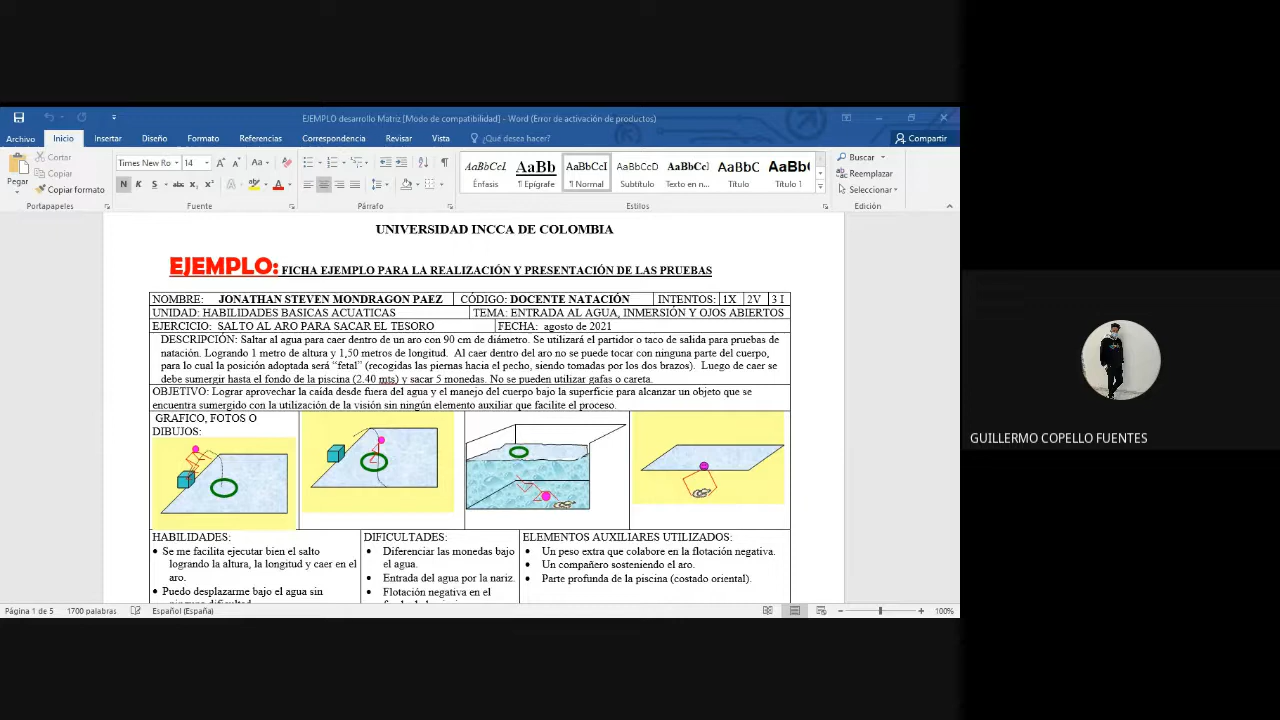 EJEMPLO desarrollo Matriz [Modo de compatibilidad] - Word (Error de activación de productos)
Archivo Inicio Insertar Diseño Formato Referencias Correspondencia Revisar Vista ¿Qué desea hacer? Compartir
Pegar
Cortar
Copiar
Copiar formato
Portapapeles
Times New Ro 14
N K S abc x₂ x²
Fuente
Párrafo
AaBbCcI AaBb AaBbCcI AaBbCcD AaBbCcI AaBbC AaBb(
Énfasis ¶ Epígrafe ¶ Normal Subtítulo Texto en n... Título Título 1
Estilos
Buscar
Reemplazar
Seleccionar
Edición
UNIVERSIDAD INCCA DE COLOMBIA
EJEMPLO: FICHA EJEMPLO PARA LA REALIZACIÓN Y PRESENTACIÓN DE LAS PRUEBAS
NOMBRE: JONATHAN STEVEN MONDRAGON PAEZ CÓDIGO: DOCENTE NATACIÓN INTENTOS: 1X 2V 3 I
UNIDAD: HABILIDADES BASICAS ACUATICAS TEMA: ENTRADA AL AGUA, INMERSIÓN Y OJOS ABIERTOS
EJERCICIO: SALTO AL ARO PARA SACAR EL TESORO FECHA: agosto de 2021
DESCRIPCIÓN: Saltar al agua para caer dentro de un aro con 90 cm de diámetro. Se utilizará el partidor o taco de salida para pruebas de
natación. Logrando 1 metro de altura y 1,50 metros de longitud. Al caer dentro del aro no se puede tocar con ninguna parte del cuerpo,
para lo cual la posición adoptada será "fetal" (recogidas las piernas hacia el pecho, siendo tomadas por los dos brazos). Luego de caer se
debe sumergir hasta el fondo de la piscina (2.40 mts) y sacar 5 monedas. No se pueden utilizar gafas o careta.
OBJETIVO: Lograr aprovechar la caída desde fuera del agua y el manejo del cuerpo bajo la superficie para alcanzar un objeto que se
encuentra sumergido con la utilización de la visión sin ningún elemento auxiliar que facilite el proceso.
GRAFICO, FOTOS O
DIBUJOS:
HABILIDADES:
• Se me facilita ejecutar bien el salto
logrando la altura, la longitud y caer en el
aro.
• Puedo desplazarme bajo el agua sin
DIFICULTADES:
• Diferenciar las monedas bajo
el agua.
• Entrada del agua por la nariz.
• Flotación negativa en el
ELEMENTOS AUXILIARES UTILIZADOS:
• Un peso extra que colabore en la flotación negativa.
• Un compañero sosteniendo el aro.
• Parte profunda de la piscina (costado oriental).
Página 1 de 5 1700 palabras Español (España) 100%
GUILLERMO COPELLO FUENTES